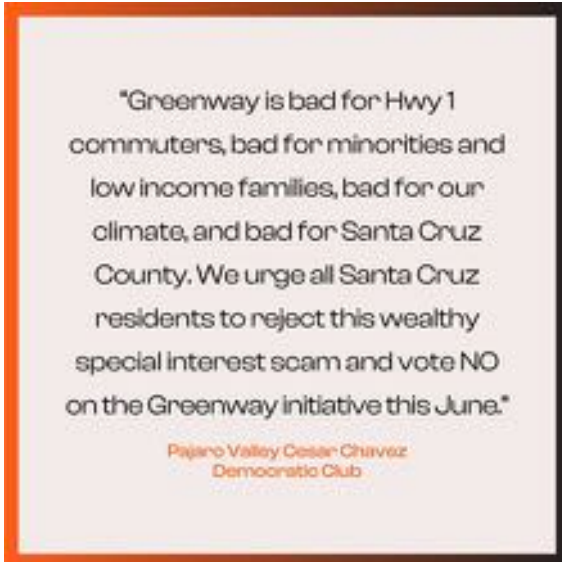 "Greenway is bad for Hwy 1
commuters, bad for minorities and
low income families, bad for our
climate, and bad for Santa Cruz
County. We urge all Santa Cruz
residents to reject this wealthy
special interest scam and vote NO
on the Greenway initiative this June."
Pajaro Valley Cesar Chavez
Democratic Club